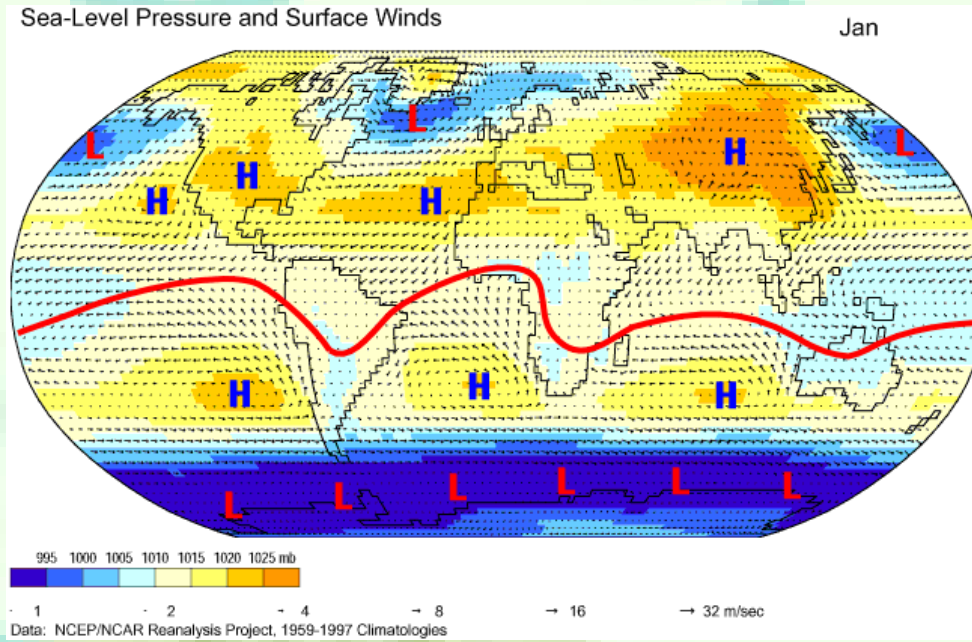 Sea-Level Pressure and Surface Winds
Jan
L
L
L
H
H
H
H
H
H
H
L
L
L
L
L
L
995 1000 1005 1010 1015 1020 1025 mb
1 2 4 8 16 32 m/sec
Data: NCEP/NCAR Reanalysis Project, 1959-1997 Climatologies